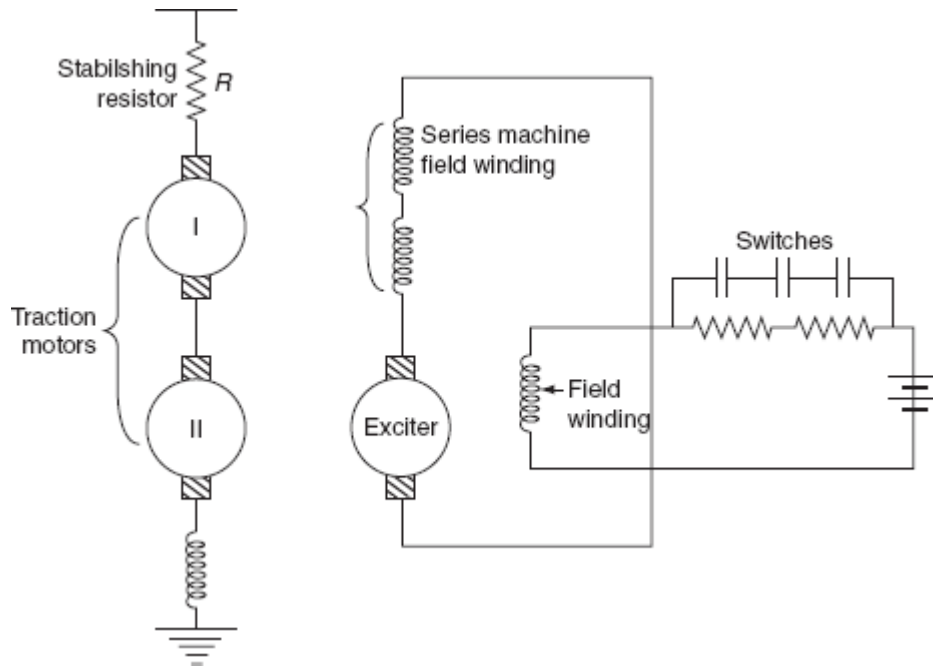 Stabilshing
resistor
R
I
Traction
motors
II
Series machine
field winding
Exciter
Field
winding
Switches